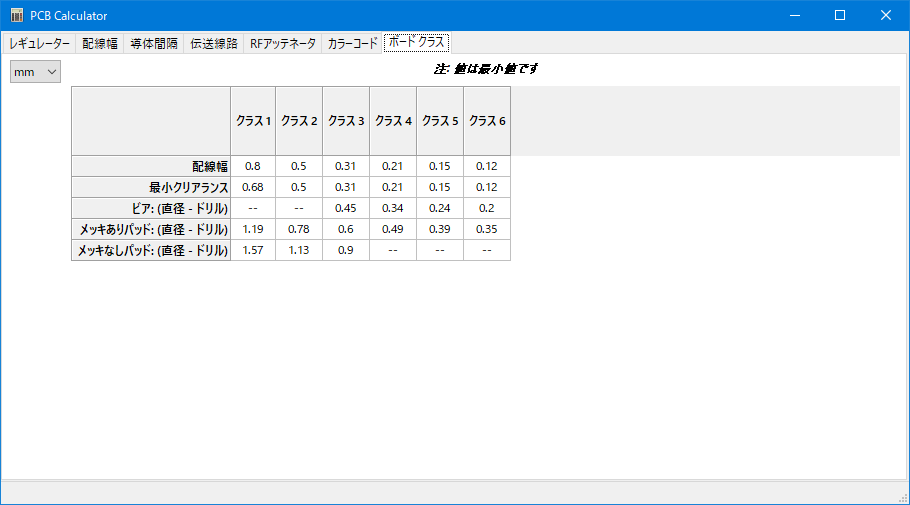 PCB Calculator
レギュレーター 配線幅 導体間隔 伝送線路 RFアッテネータ カラーコード ボードクラス
mm 注: 値は最小値です
クラス 1 クラス 2 クラス 3 クラス 4 クラス 5 クラス 6
配線幅 0.8 0.5 0.31 0.21 0.15 0.12
最小クリアランス 0.68 0.5 0.31 0.21 0.15 0.12
ビア: (直径 - ドリル) -- -- 0.45 0.34 0.24 0.2
メッキありパッド: (直径 - ドリル) 1.19 0.78 0.6 0.49 0.39 0.35
メッキなしパッド: (直径 - ドリル) 1.57 1.13 0.9 -- -- --